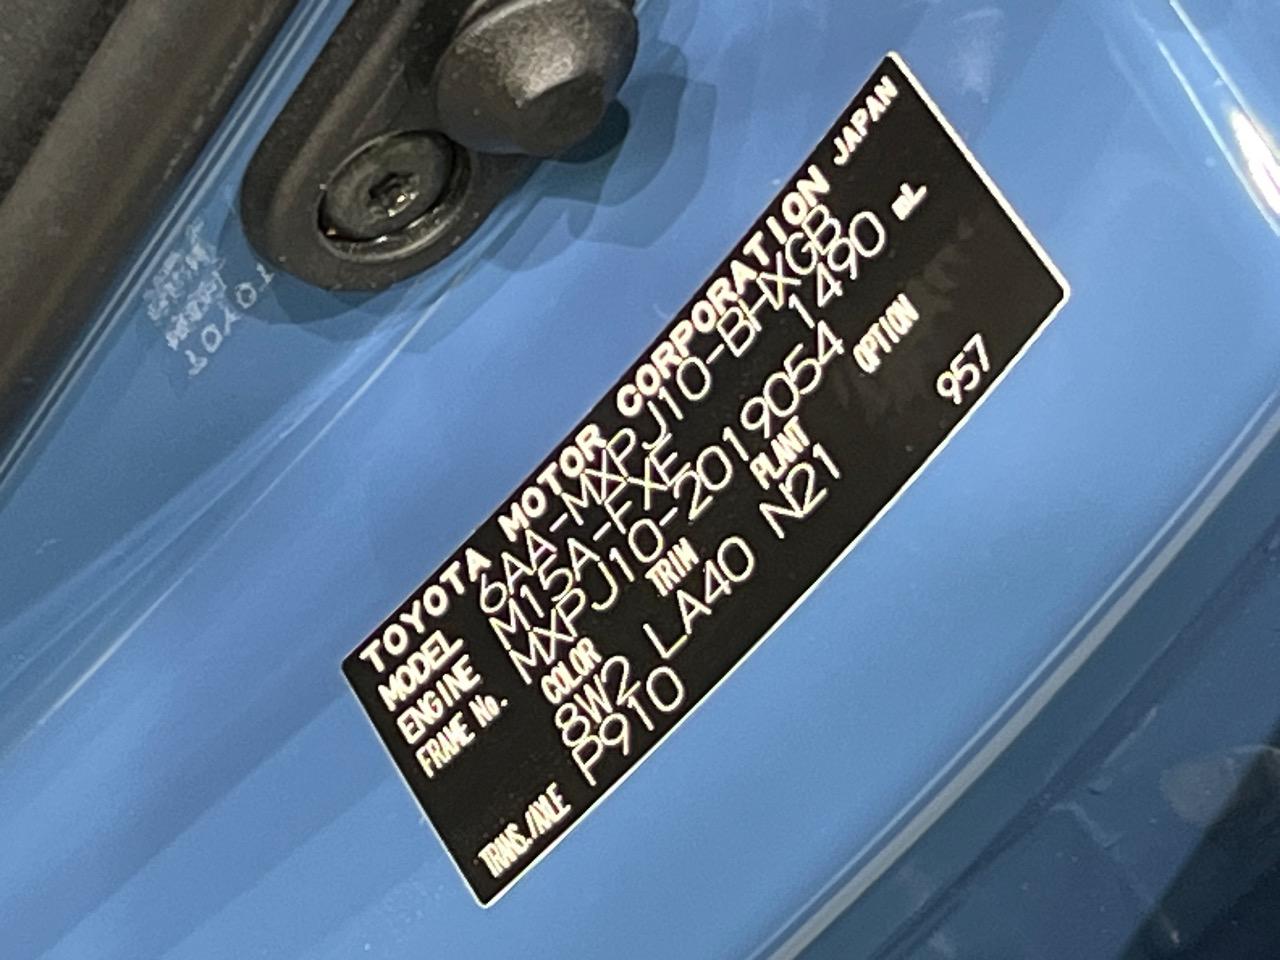 TOYOTA MOTOR CORPORATION JAPAN
MODEL 6AA-MXPJ10-BHXGB
ENGINE M15A-FXE 1490 mL
FRAME No. MXPJ10-2019054
COLOR TRIM PLANT OPTION
8W2 LA40 N21 957
TRANS./AXLE P910
10A01